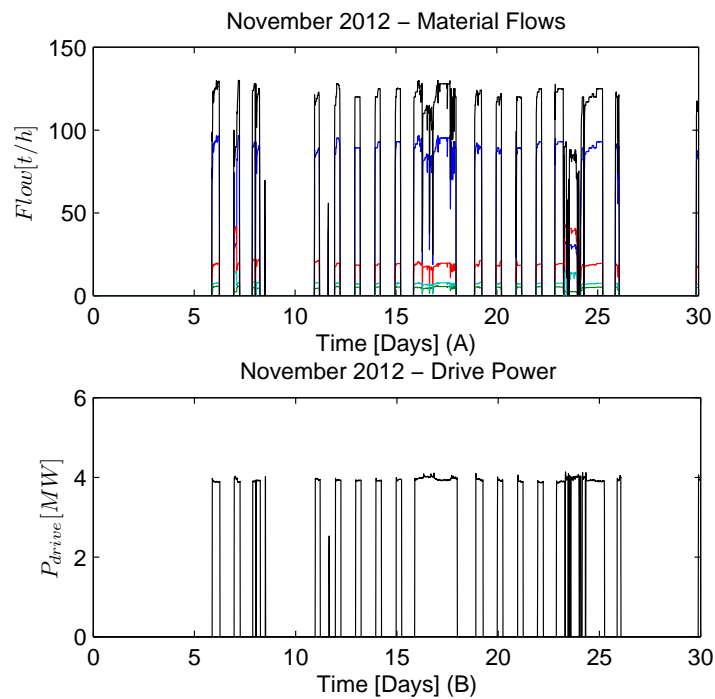 November 2012 – Material Flows
150
100
50
0
Flow[t/h]
0 5 10 15 20 25 30
Time [Days] (A)
November 2012 – Drive Power
6
4
2
0
P_drive[MW]
0 5 10 15 20 25 30
Time [Days] (B)